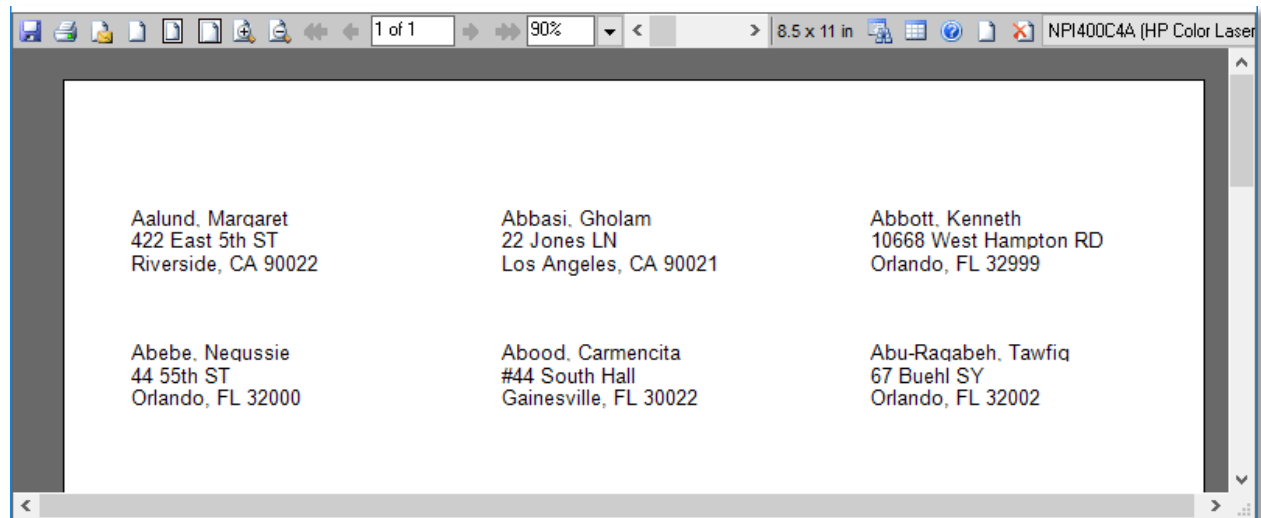 1 of 1 90% 8.5 x 11 in NPI400C4A (HP Color Laser
Aalund, Margaret
422 East 5th ST
Riverside, CA 90022
Abbasi, Gholam
22 Jones LN
Los Angeles, CA 90021
Abbott, Kenneth
10668 West Hampton RD
Orlando, FL 32999
Abebe, Negussie
44 55th ST
Orlando, FL 32000
Abood, Carmencita
#44 South Hall
Gainesville, FL 30022
Abu-Ragabeh, Tawfiq
67 Buehl SY
Orlando, FL 32002